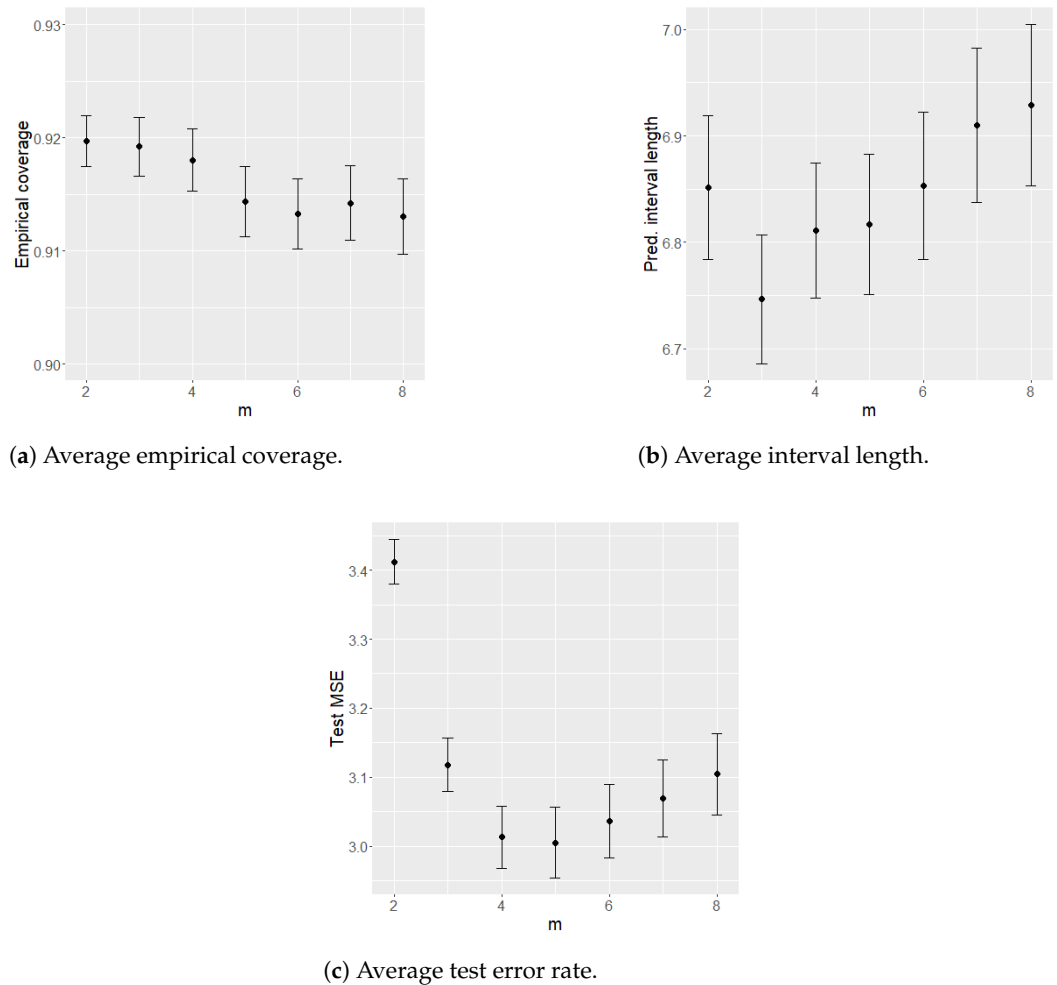 0.93
0.92
0.91
0.90
Empirical coverage
2 4 6 8
m
(a) Average empirical coverage.
7.0
6.9
6.8
6.7
Pred. interval length
2 4 6 8
m
(b) Average interval length.
3.4
3.3
3.2
3.1
3.0
Test MSE
2 4 6 8
m
(c) Average test error rate.